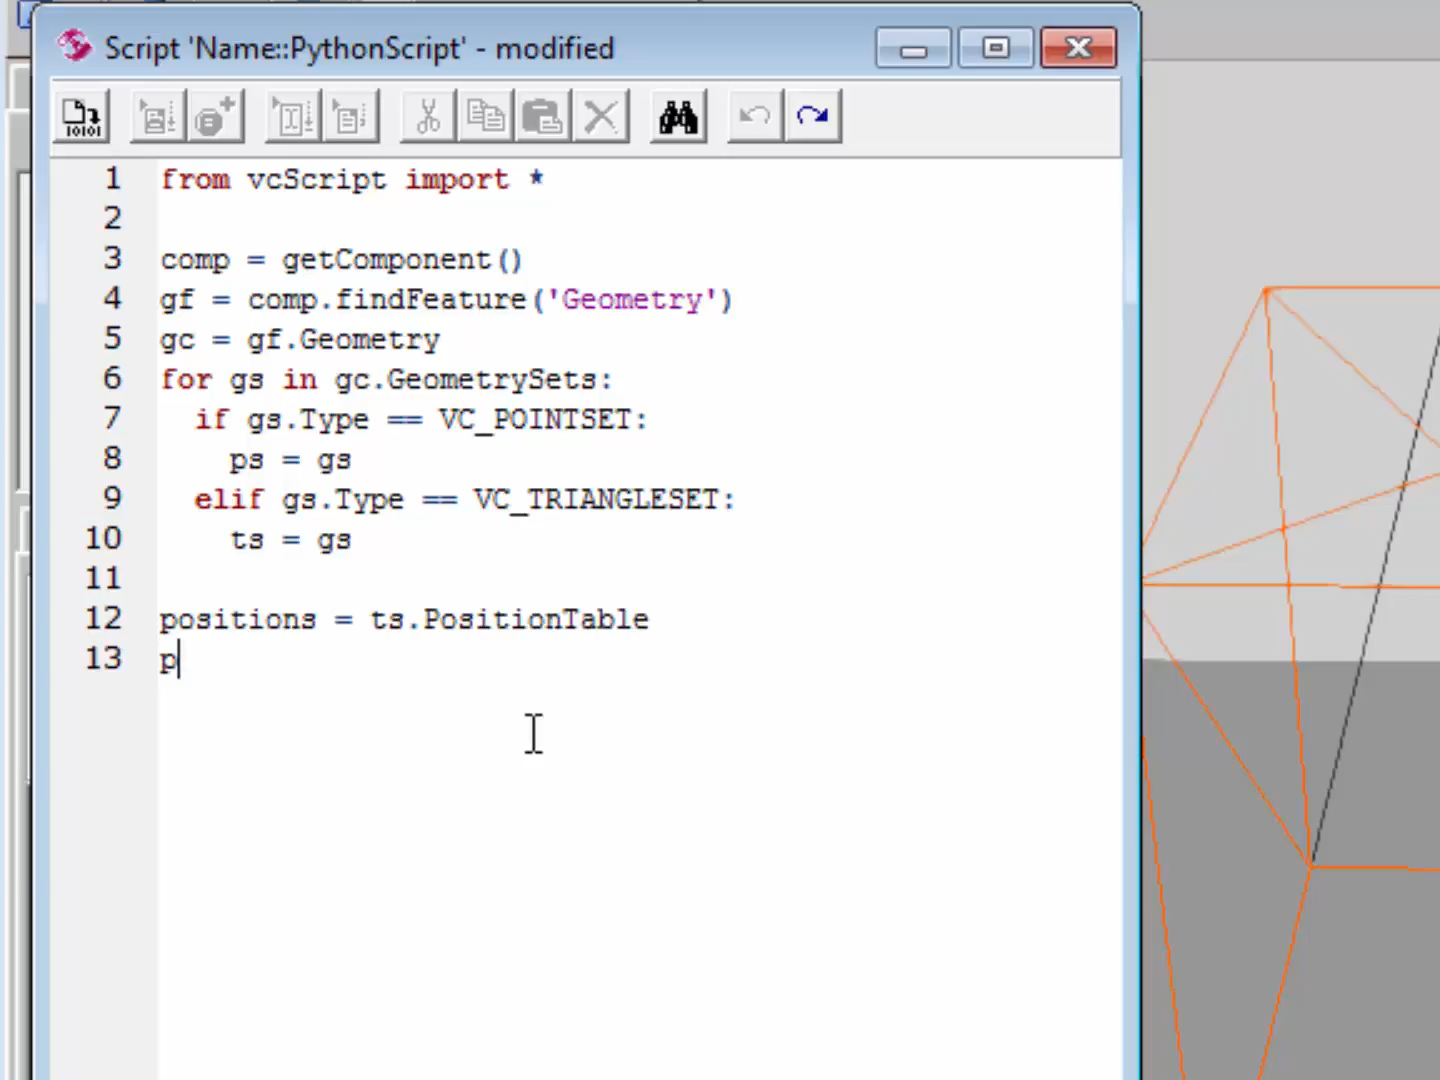 Script 'Name::PythonScript' - modified
10101
1 from vcScript import *
2
3 comp = getComponent()
4 gf = comp.findFeature('Geometry')
5 gc = gf.Geometry
6 for gs in gc.GeometrySets:
7   if gs.Type == VC_POINTSET:
8     ps = gs
9   elif gs.Type == VC_TRIANGLESET:
10     ts = gs
11
12 positions = ts.PositionTable
13 p